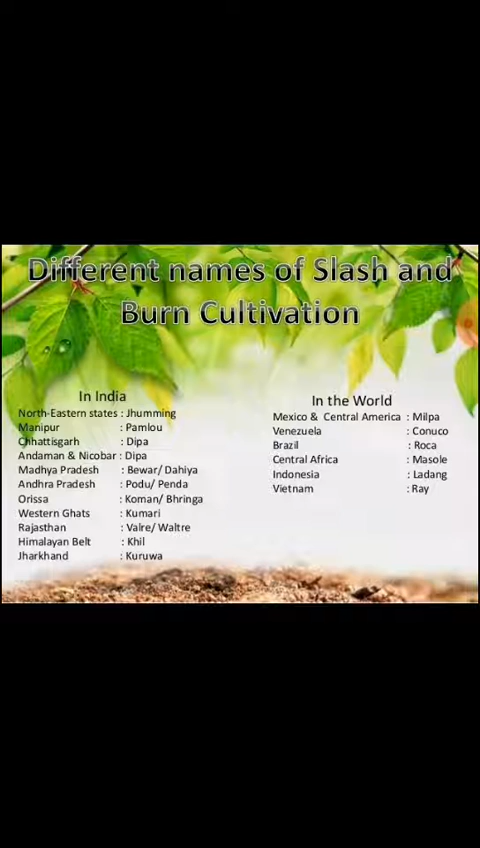 Different names of Slash and
Burn Cultivation
In India
North-Eastern states : Jhumming
Manipur : Pamlou
Chhattisgarh : Dipa
Andaman & Nicobar : Dipa
Madhya Pradesh : Bewar/ Dahiya
Andhra Pradesh : Podu/ Penda
Orissa : Koman/ Bhringa
Western Ghats : Kumari
Rajasthan : Valre/ Waltre
Himalayan Belt : Khil
Jharkhand : Kuruwa
In the World
Mexico & Central America : Milpa
Venezuela : Conuco
Brazil : Roca
Central Africa : Masole
Indonesia : Ladang
Vietnam : Ray